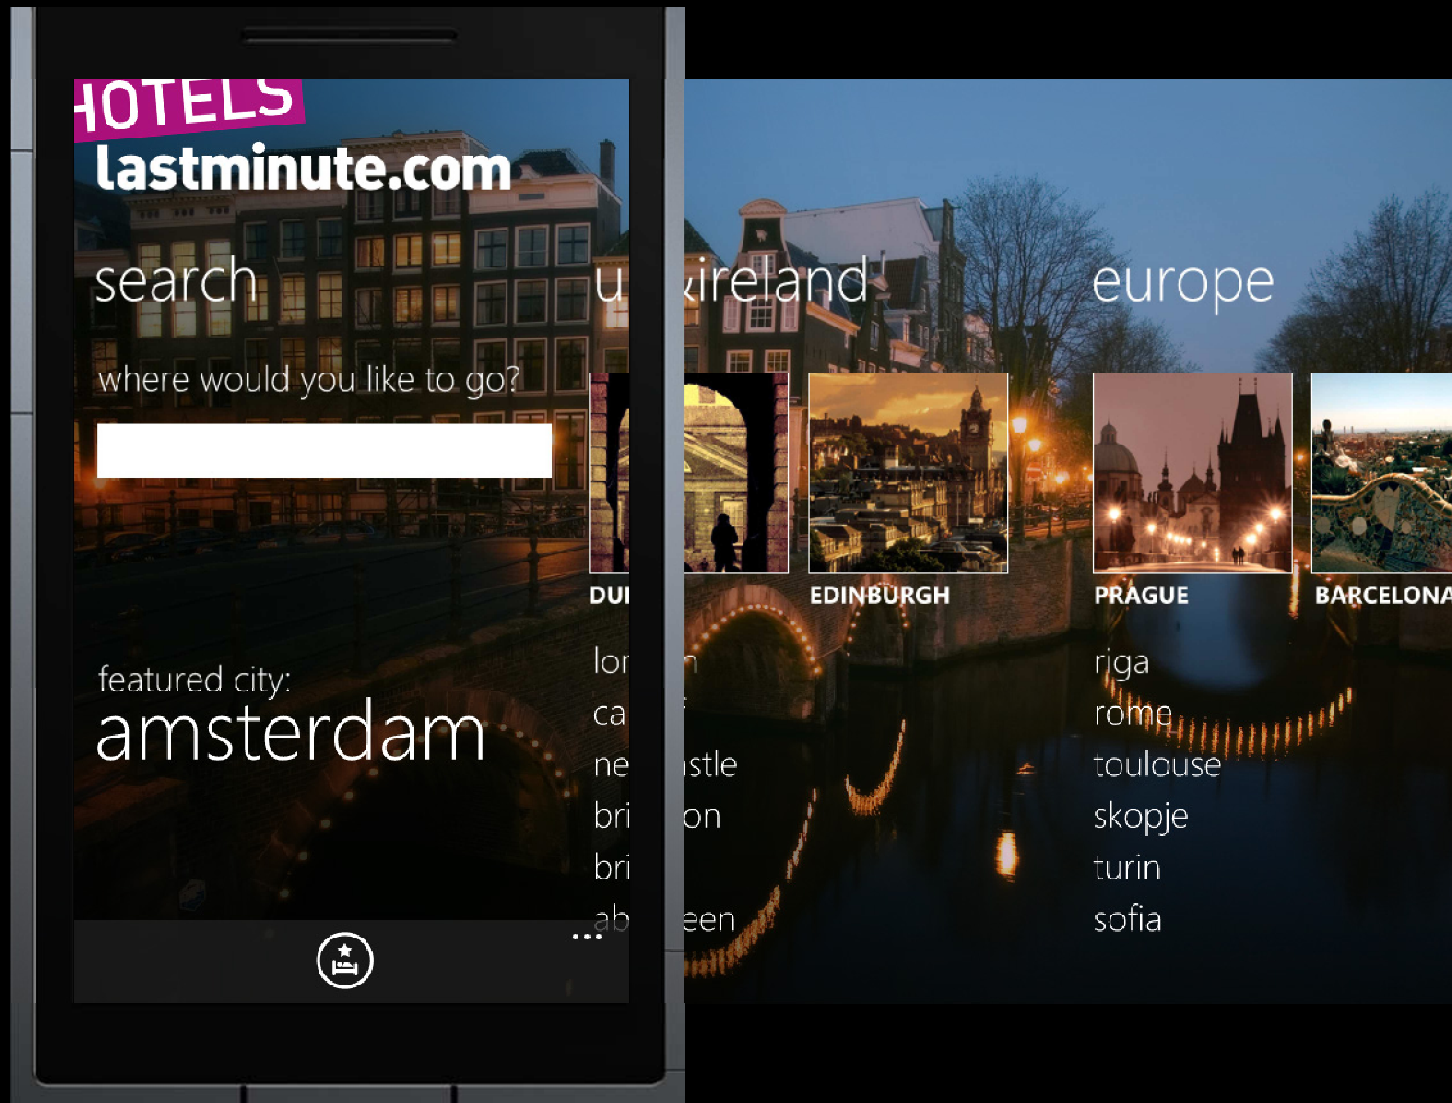 HOTELS
lastminute.com
search
where would you like to go?
featured city:
amsterdam
ireland
EDINBURGH
europe
PRAGUE
BARCELONA
riga
rome
toulouse
skopje
turin
sofia